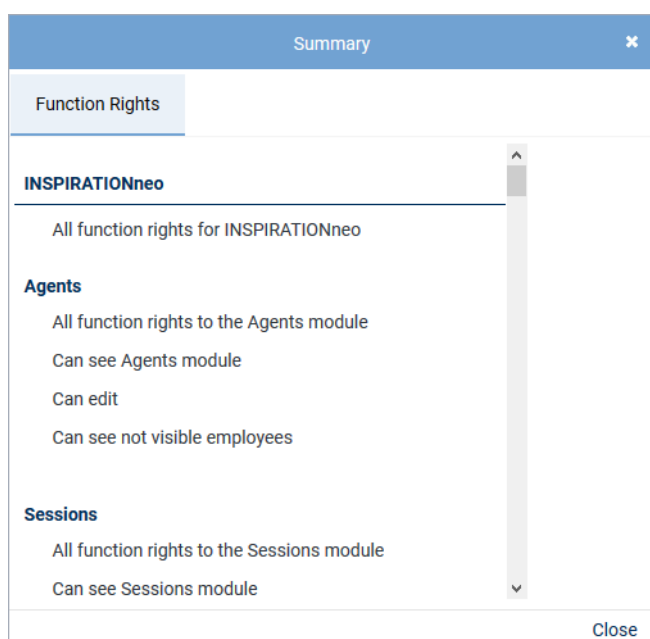 Summary
Function Rights
INSPIRATIONneo
All function rights for INSPIRATIONneo
Agents
All function rights to the Agents module
Can see Agents module
Can edit
Can see not visible employees
Sessions
All function rights to the Sessions module
Can see Sessions module
Close